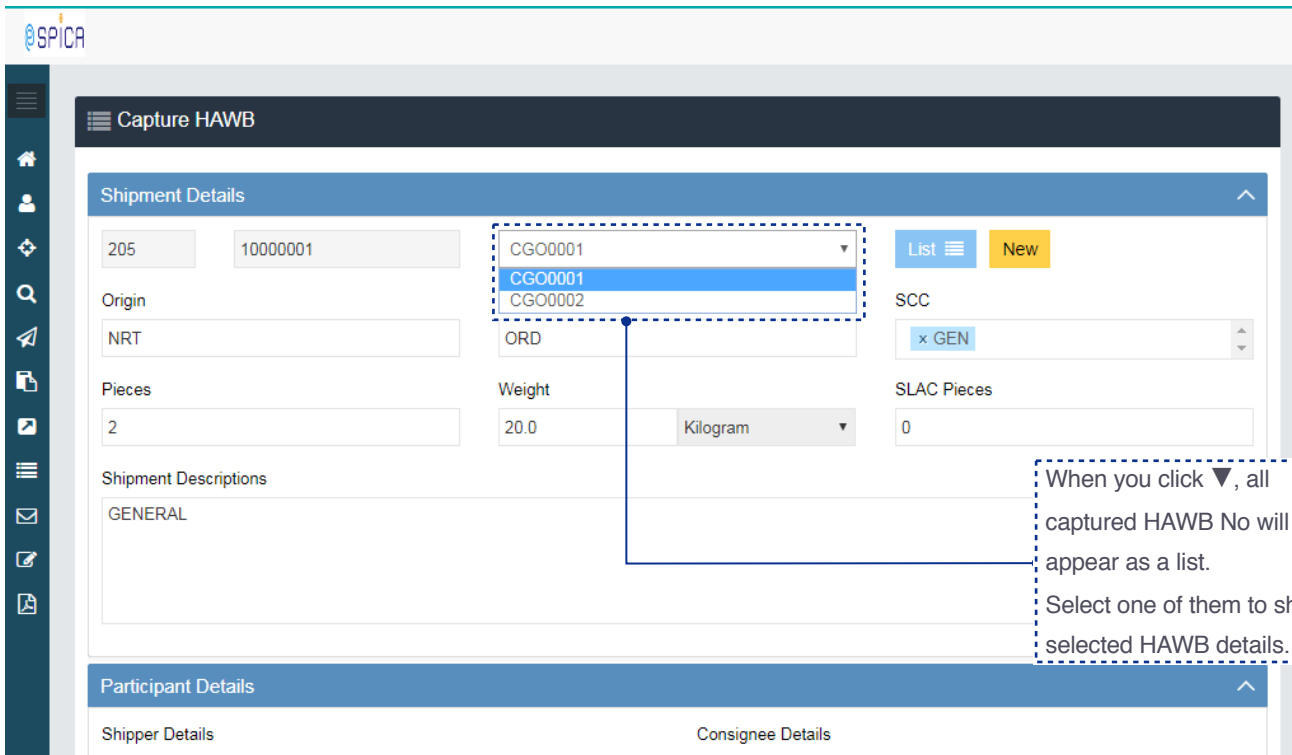 eSPICA
Capture HAWB
Shipment Details
205 10000001 CGO0001 List New
CGO0001
CGO0002
Origin SCC
NRT ORD × GEN
Pieces Weight SLAC Pieces
2 20.0 Kilogram 0
Shipment Descriptions
GENERAL
When you click ▼, all
captured HAWB No will
appear as a list.
Select one of them to
selected HAWB details.
Participant Details
Shipper Details Consignee Details